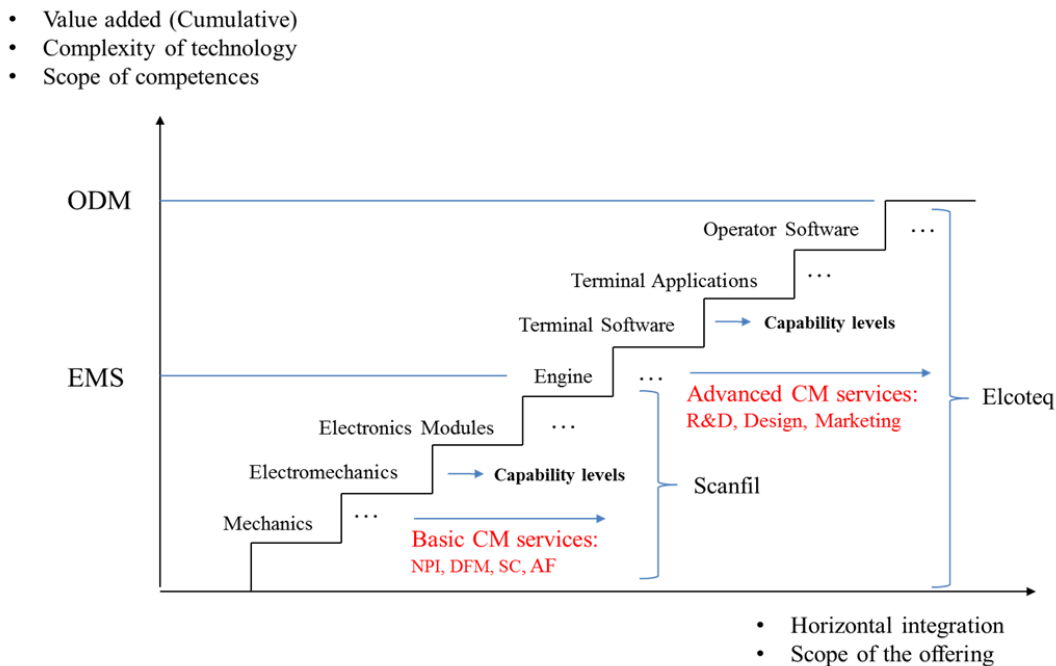 • Value added (Cumulative)
• Complexity of technology
• Scope of competences
ODM
Operator Software
...
...
Terminal Applications
Terminal Software
Capability levels
EMS
Engine
...
Advanced CM services:
R&D, Design, Marketing
Elcoteq
Electronics Modules
...
Electromechanics
Capability levels
Scanfil
Mechanics
...
Basic CM services:
NPI, DFM, SC, AF
• Horizontal integration
• Scope of the offering